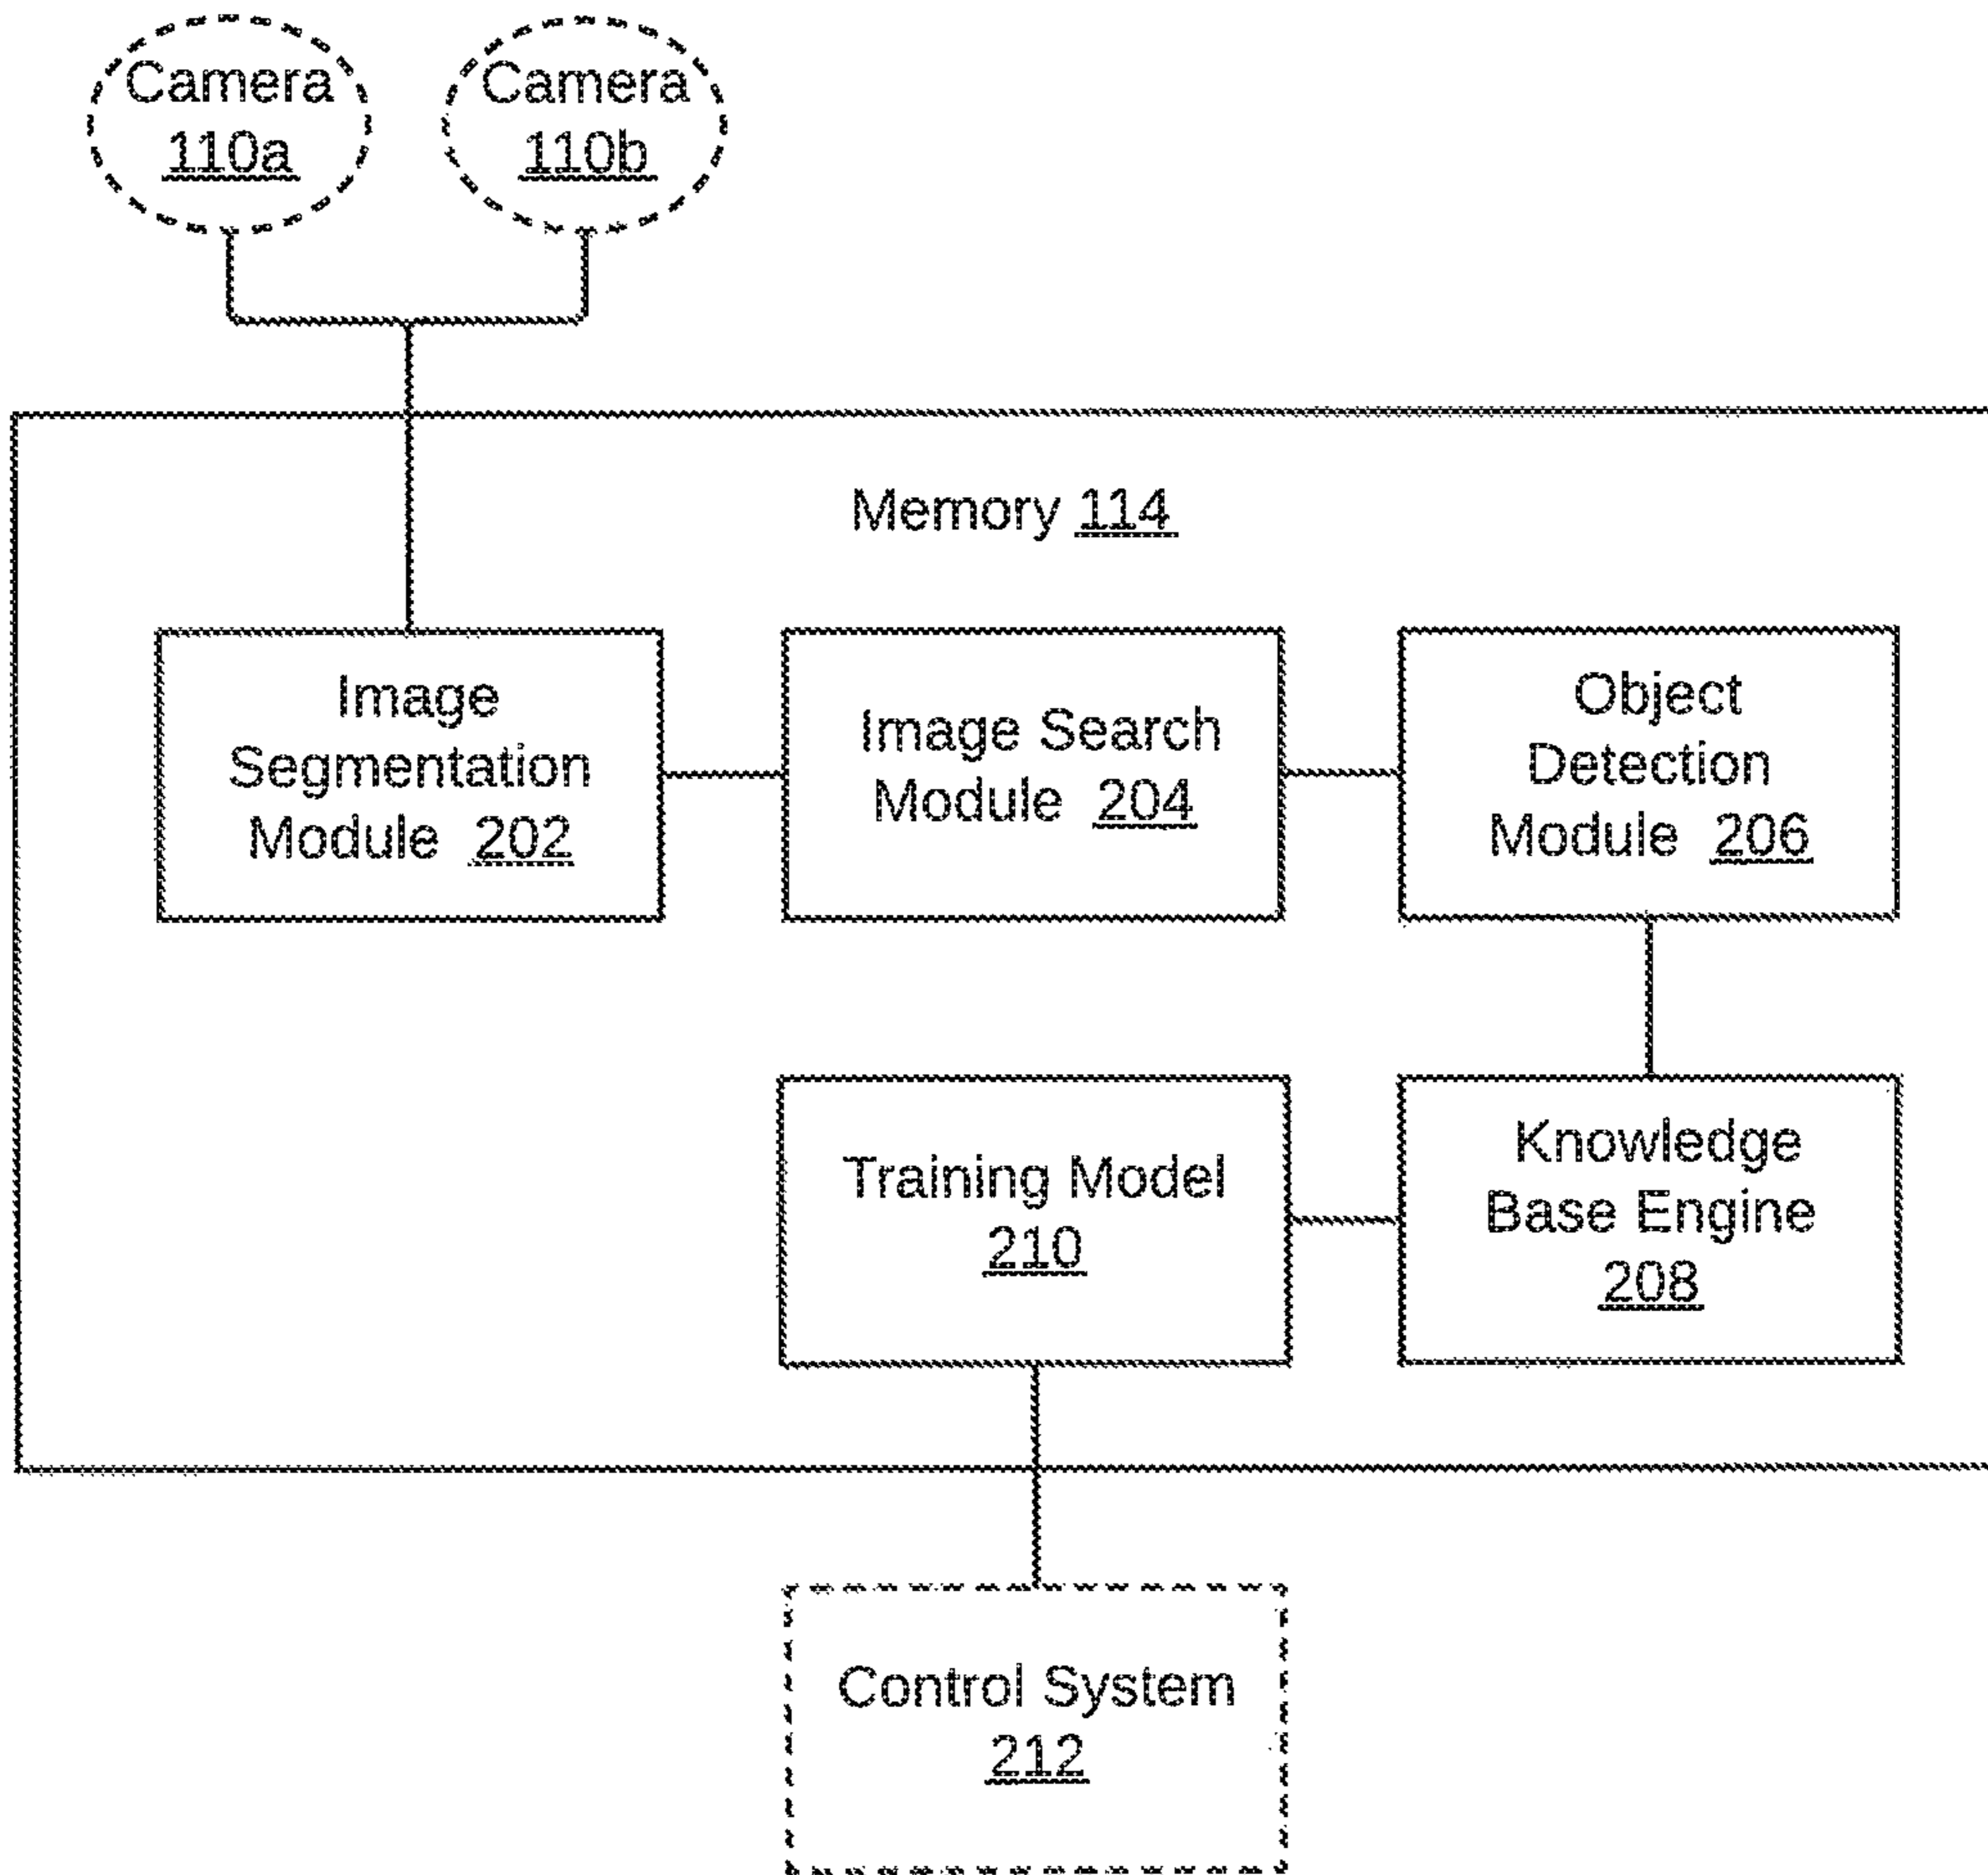 Camera
110a
Camera
110b
Memory 114
Image
Segmentation
Module 202
Image Search
Module 204
Object
Detection
Module 206
Training Model
210
Knowledge
Base Engine
208
Control System
212